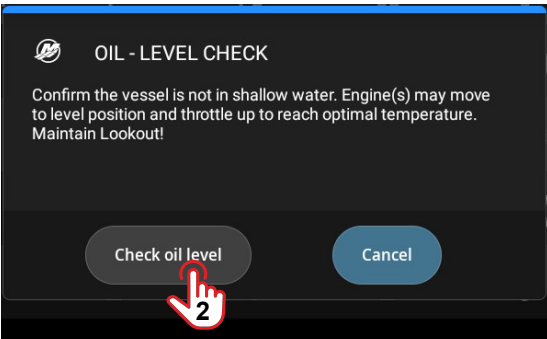 OIL - LEVEL CHECK
Confirm the vessel is not in shallow water. Engine(s) may move
to level position and throttle up to reach optimal temperature.
Maintain Lookout!
Check oil level
Cancel
2